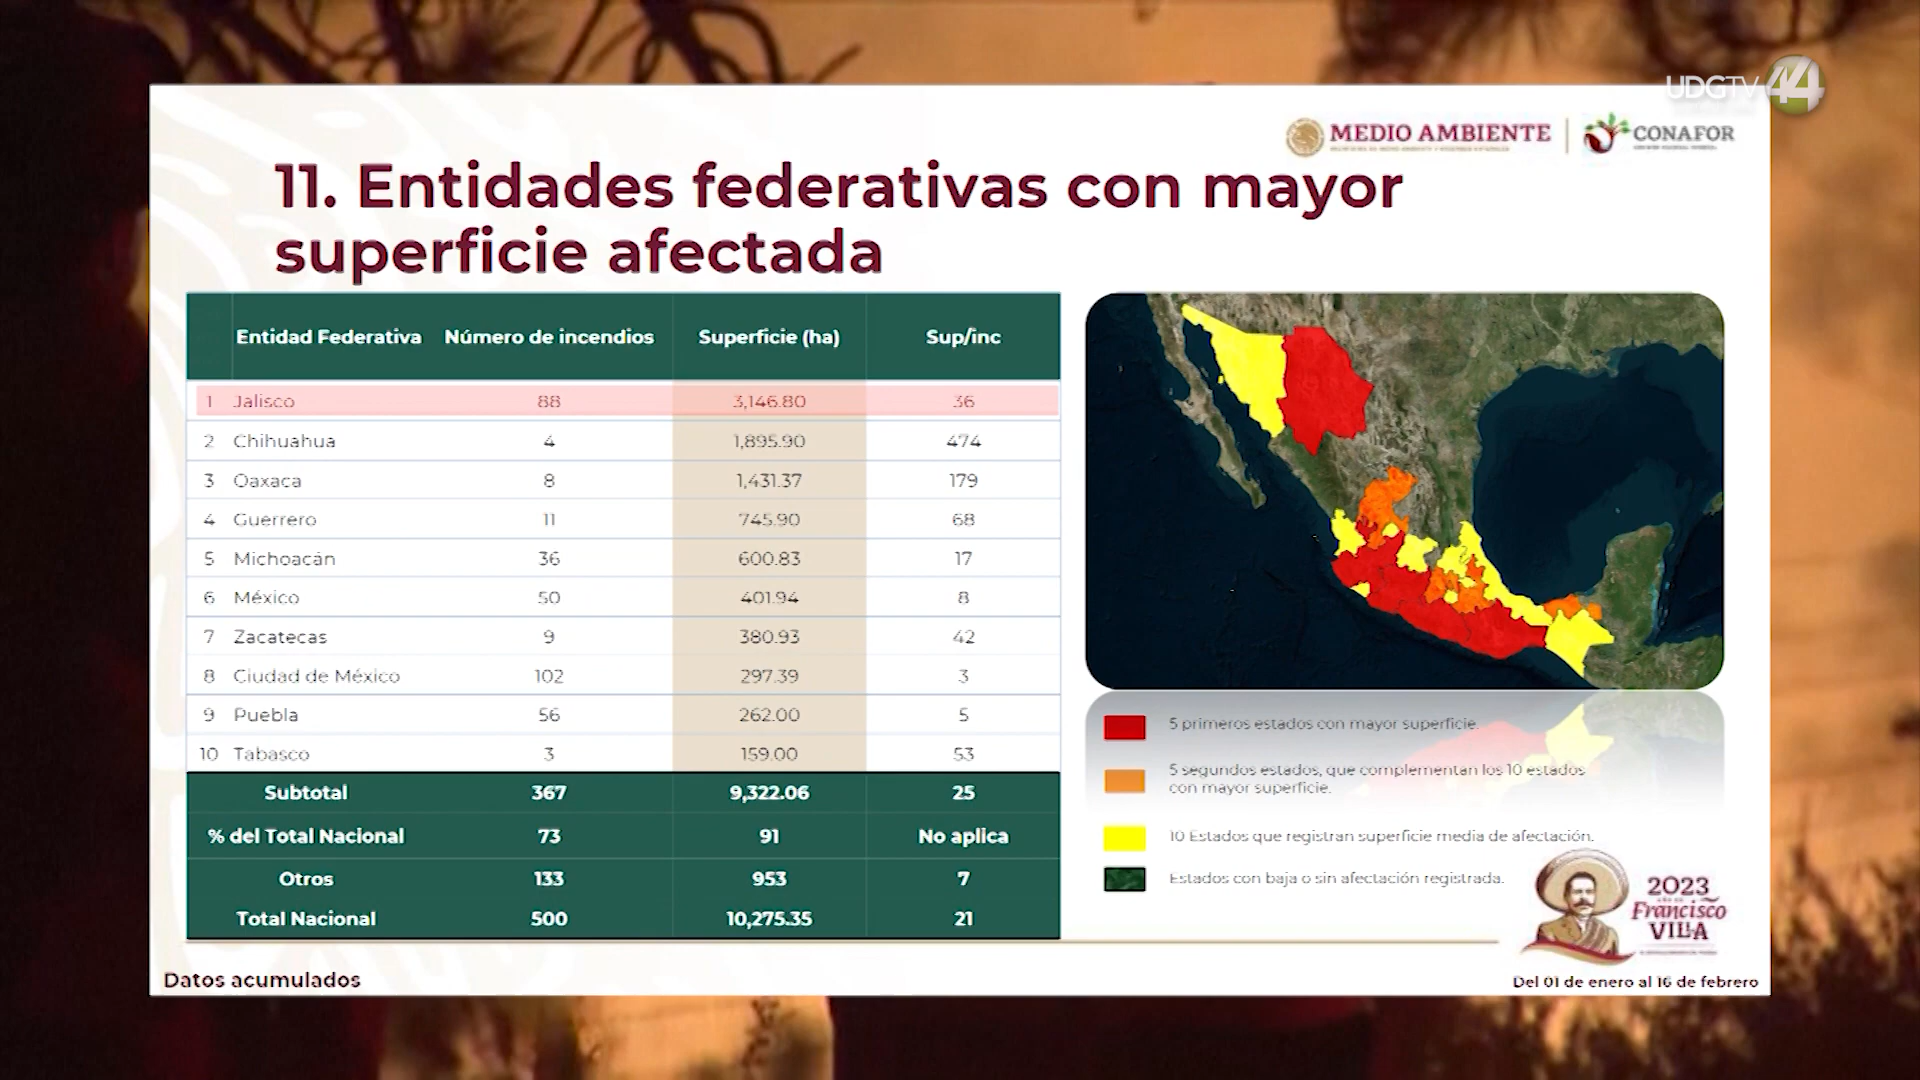 UDGTV 44
MEDIO AMBIENTE
CONAFOR
11. Entidades federativas con mayor
superficie afectada
Entidad Federativa Número de incendios Superficie (ha) Sup/inc
1 Jalisco 88 3,146.80 36
2 Chihuahua 4 1,895.90 474
3 Oaxaca 8 1,431.37 179
4 Guerrero 11 745.90 68
5 Michoacán 36 600.83 17
6 México 50 401.94 8
7 Zacatecas 9 380.93 42
8 Ciudad de México 102 297.39 3
9 Puebla 56 262.00 5
10 Tabasco 3 159.00 53
Subtotal 367 9,322.06 25
% del Total Nacional 73 91 No aplica
Otros 133 953 7
Total Nacional 500 10,275.35 21
5 primeros estados con mayor superficie.
5 segundos estados, que complementan los 10 estados
con mayor superficie.
10 Estados que registran superficie media de afectación.
Estados con baja o sin afectación registrada.
2023
Francisco
VILLA
Datos acumulados
Del 01 de enero al 16 de febrero